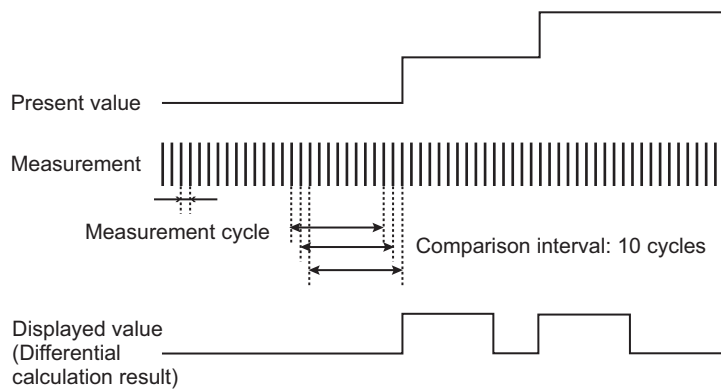 Present value
Measurement
Measurement cycle
Comparison interval: 10 cycles
Displayed value
(Differential
calculation result)